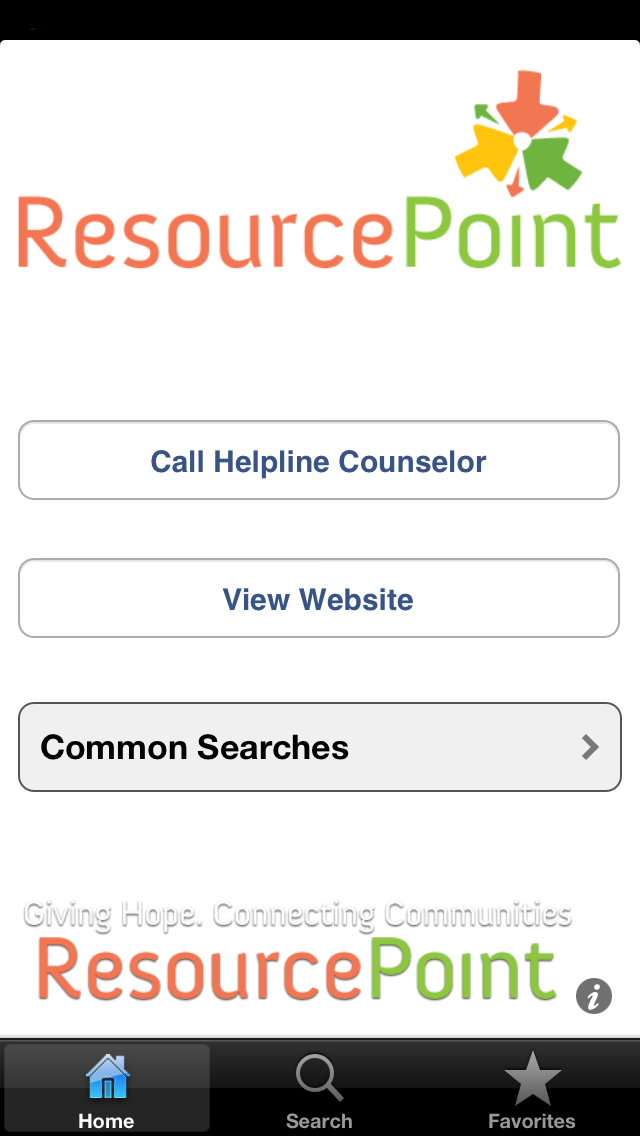 ResourcePoint
Call Helpline Counselor
View Website
Common Searches
Giving Hope. Connecting Communities
ResourcePoint
i
Home
Search
Favorites